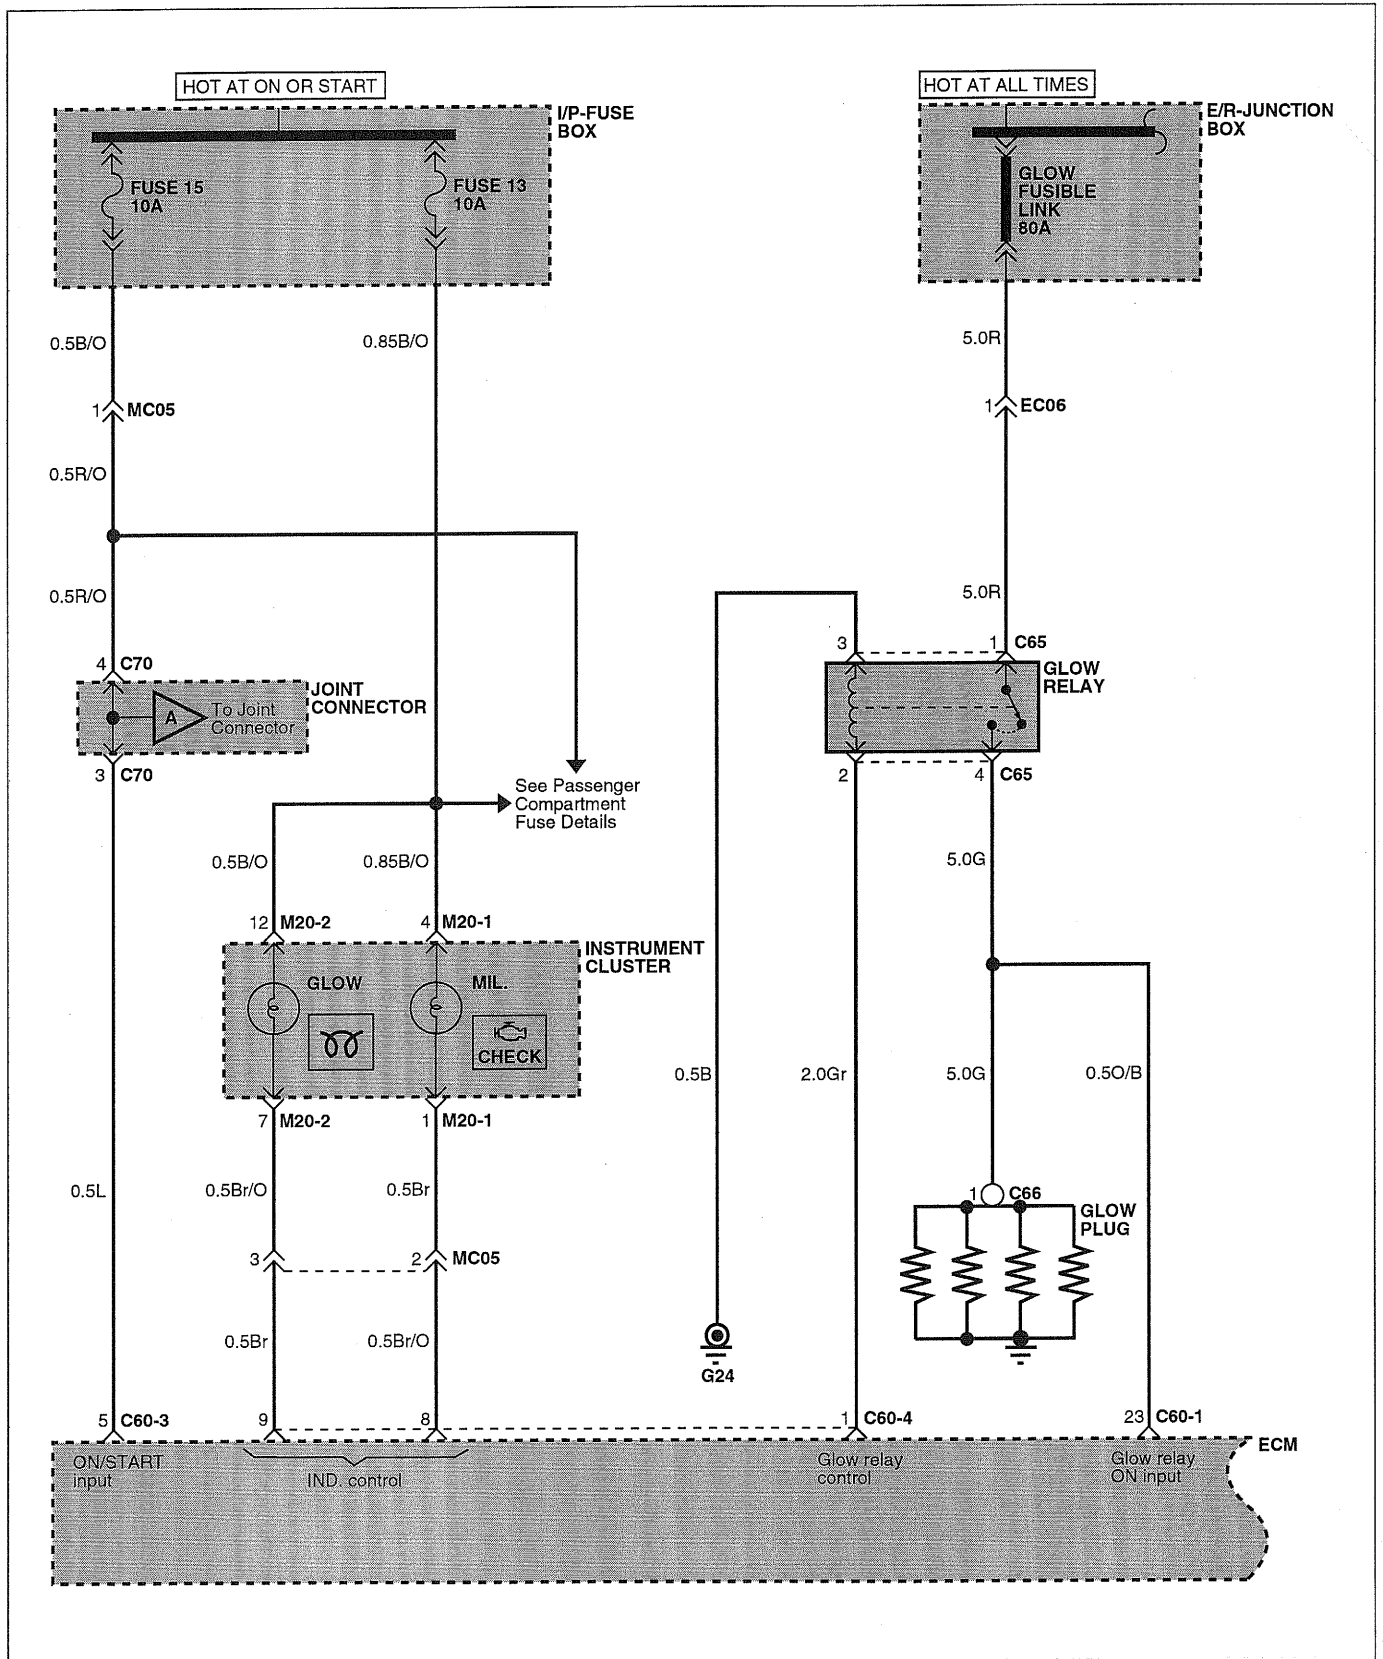 HOT AT ON OR START
HOT AT ALL TIMES
I/P-FUSE
BOX
FUSE 15
10A
FUSE 13
10A
E/R-JUNCTION
BOX
GLOW
FUSIBLE
LINK
80A
0.5B/O
0.85B/O
5.0R
1 MC05
1 EC06
0.5R/O
0.5R/O
5.0R
4 C70
3
1 C65
GLOW
RELAY
JOINT
CONNECTOR
A
To Joint
Connector
3 C70
2
4 C65
See Passenger
Compartment
Fuse Details
0.5B/O
0.85B/O
5.0G
12 M20-2
4 M20-1
INSTRUMENT
CLUSTER
GLOW
MIL.
CHECK
0.5B
2.0Gr
5.0G
0.5O/B
7 M20-2
1 M20-1
0.5L
0.5Br/O
0.5Br
1 C66
GLOW
PLUG
3
2 MC05
0.5Br
0.5Br/O
G24
5 C60-3
9
8
1 C60-4
23 C60-1
ECM
ON/START
input
IND. control
Glow relay
control
Glow relay
ON input